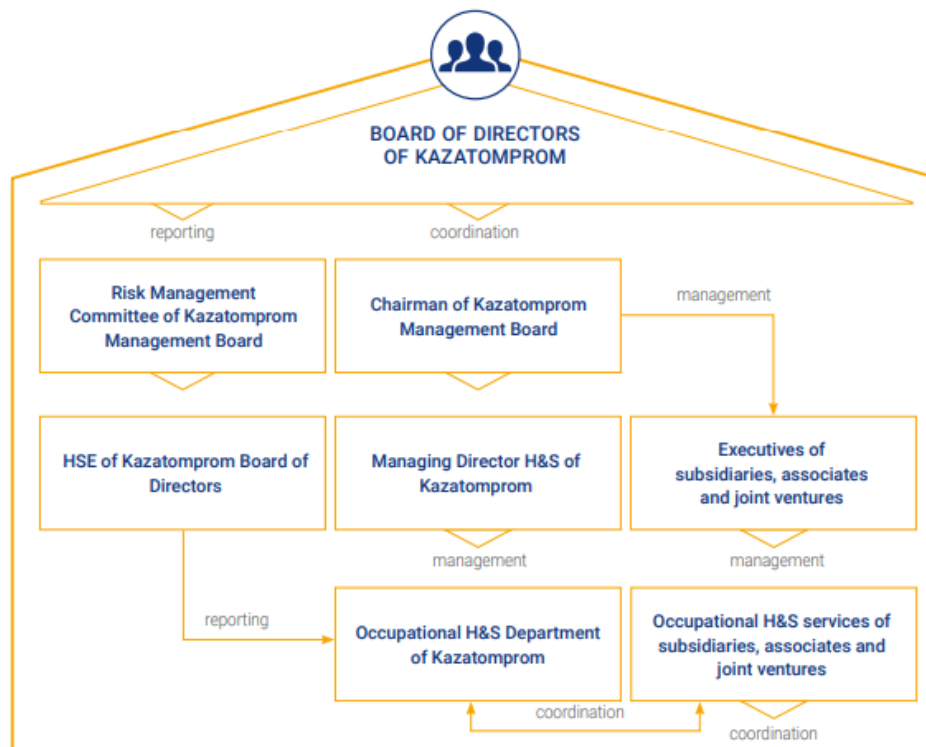 BOARD OF DIRECTORS
OF KAZATOMPROM
reporting
coordination
Risk Management
Committee of Kazatomprom
Management Board
Chairman of Kazatomprom
Management Board
management
HSE of Kazatomprom Board of
Directors
Managing Director H&S of
Kazatomprom
Executives of
subsidiaries, associates
and joint ventures
management
management
reporting
Occupational H&S Department
of Kazatomprom
Occupational H&S services of
subsidiaries, associates and
joint ventures
coordination
coordination